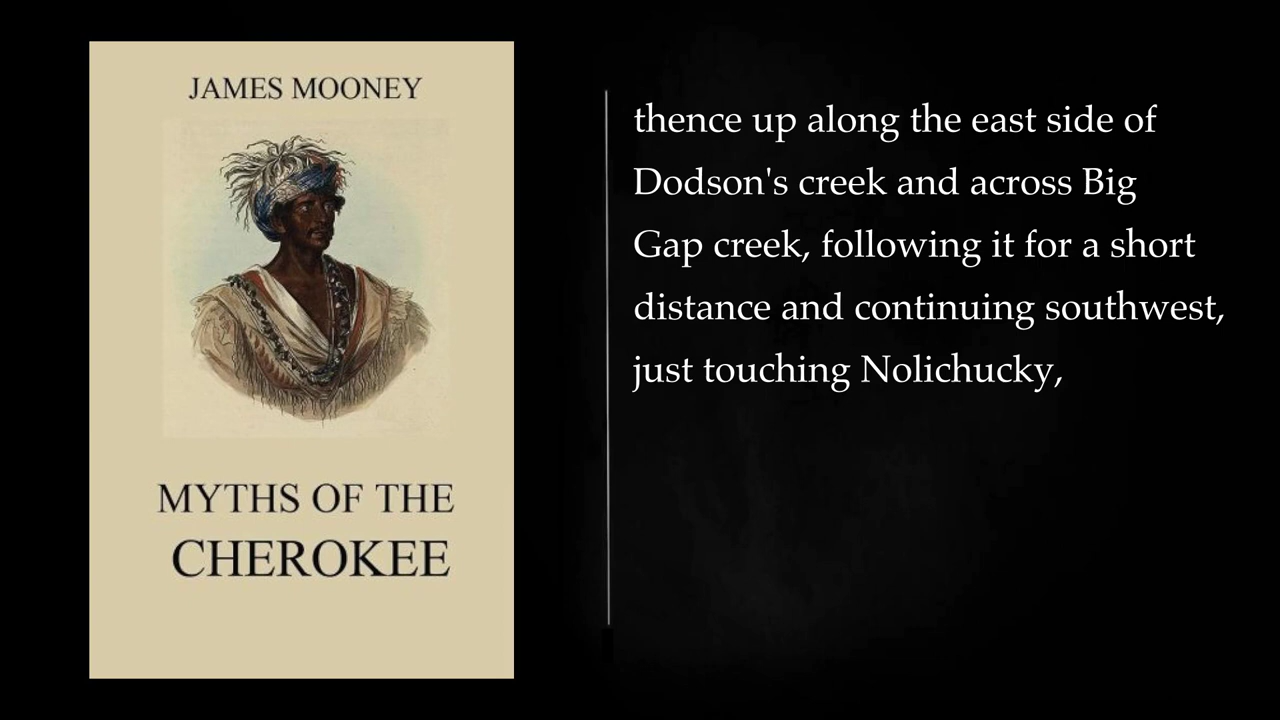 JAMES MOONEY
MYTHS OF THE
CHEROKEE
thence up along the east side of
Dodson's creek and across Big
Gap creek, following it for a short
distance and continuing southwest,
just touching Nolichucky,